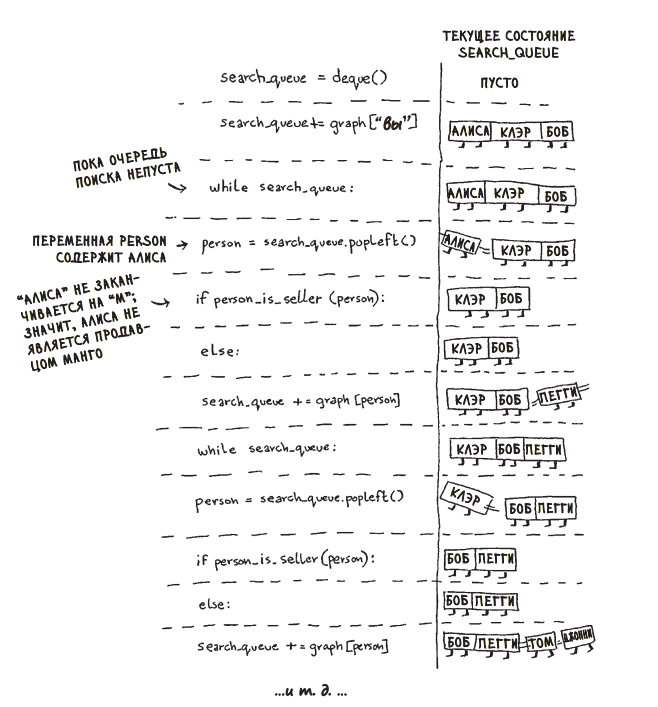 ТЕКУЩЕЕ СОСТОЯНИЕ
SEARCH_QUEUE
search_queue = deque()
ПУСТО
search_queue += graph["вы"]
АЛИСА КЛЭР БОБ
ПОКА ОЧЕРЕДЬ
ПОИСКА НЕПУСТА
while search_queue:
АЛИСА КЛЭР БОБ
ПЕРЕМЕННАЯ PERSON
СОДЕРЖИТ АЛИСА
person = search_queue.popleft()
АЛИСА КЛЭР БОБ
"АЛИСА" НЕ ЗАКАН-
ЧИВАЕТСЯ НА "М";
ЗНАЧИТ, АЛИСА НЕ
ЯВЛЯЕТСЯ ПРОДАВ-
ЦОМ МАНГО
if person_is_seller (person):
КЛЭР БОБ
else:
КЛЭР БОБ
search_queue += graph [person]
КЛЭР БОБ ПЕГГИ
while search_queue:
КЛЭР БОБ ПЕГГИ
person = search_queue.popleft()
КЛЭР БОБ ПЕГГИ
if person_is_seller (person):
БОБ ПЕГГИ
else:
БОБ ПЕГГИ
search_queue += graph [person]
БОБ ПЕГГИ ТОМ ДЖОННИ
...и т. д. ...